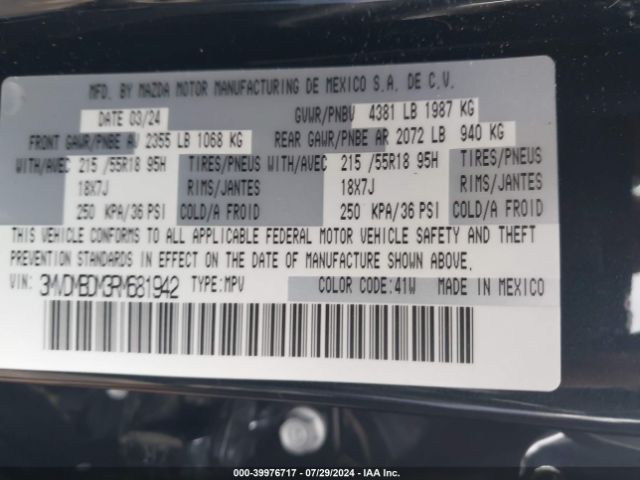 MFD. BY MAZDA MOTOR MANUFACTURING DE MEXICO S.A. DE C.V.
DATE 03/24 GVWR/PNBV 4381 LB 1987 KG
FRONT GAWR/PNBE AV 2355 LB 1068 KG REAR GAWR/PNBE AR 2072 LB 940 KG
WITH/AVEC 215 /55R18 95H TIRES/PNEUS WITH/AVEC 215 /55R18 95H TIRES/PNEUS
18X7J RIMS/JANTES 18X7J RIMS/JANTES
250 KPA/36 PSI COLD/A FROID 250 KPA/36 PSI COLD/A FROID
THIS VEHICLE CONFORMS TO ALL APPLICABLE FEDERAL MOTOR VEHICLE SAFETY AND THEFT
PREVENTION STANDARDS IN EFFECT ON THE DATE OF MANUFACTURE SHOWN ABOVE.
VIN: 3MVDMBDM3RM681942 TYPE: MPV COLOR CODE: 41W MADE IN MEXICO
000-39976717 - 07/29/2024 - IAAI.COM